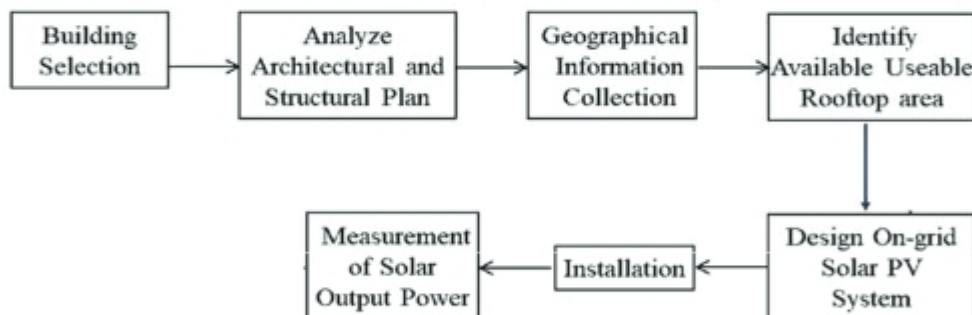 Building
Selection
Analyze
Architectural and
Structural Plan
Geographical
Information
Collection
Identify
Available Useable
Rooftop area
Design On-grid
Solar PV
System
Installation
Measurement
of Solar
Output Power